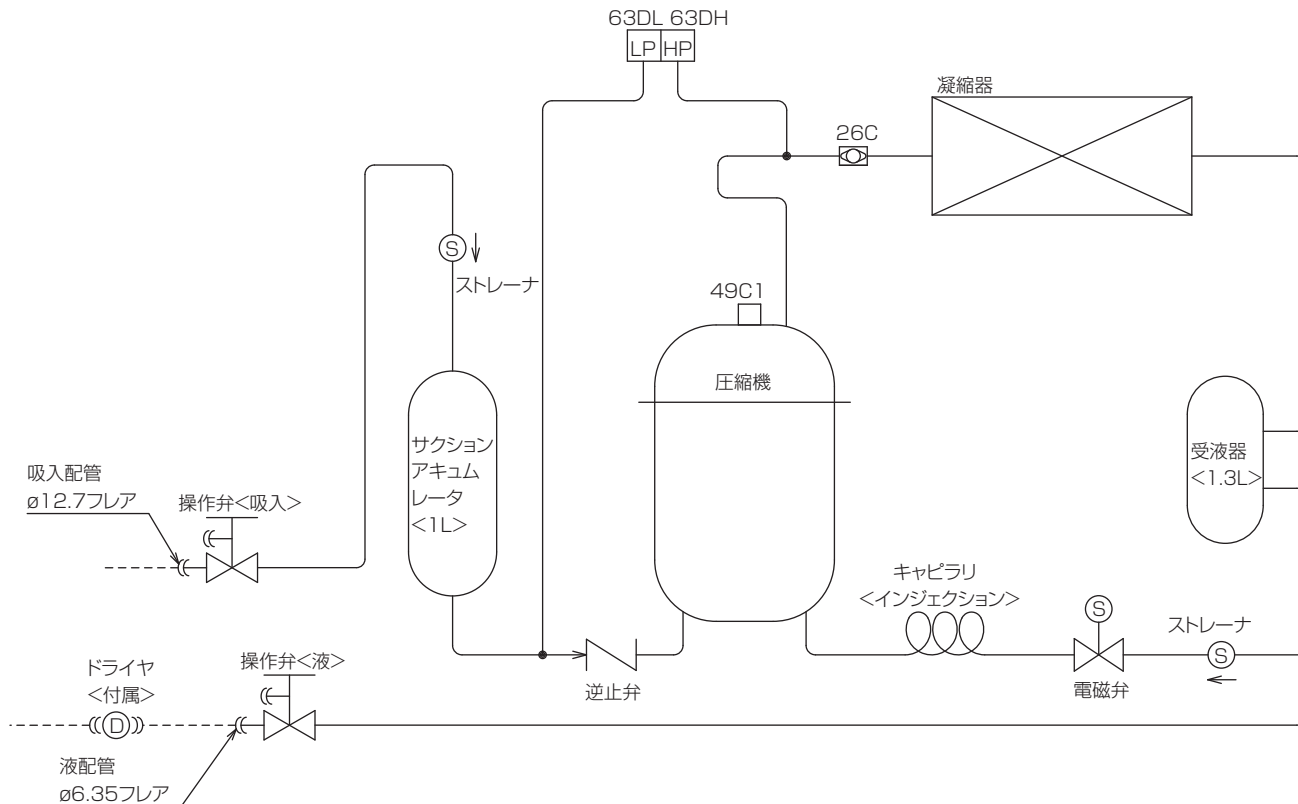 63DL 63DH
LP HP
凝縮器
26C
S
ストレーナ
49C1
圧縮機
サクション
アキュム
レータ
<1L>
受液器
<1.3L>
吸入配管
ø12.7フレア
操作弁<吸入>
キャピラリ
<インジェクション>
S
ストレーナ
S
電磁弁
逆止弁
ドライヤ
<付属>
操作弁<液>
D
液配管
ø6.35フレア